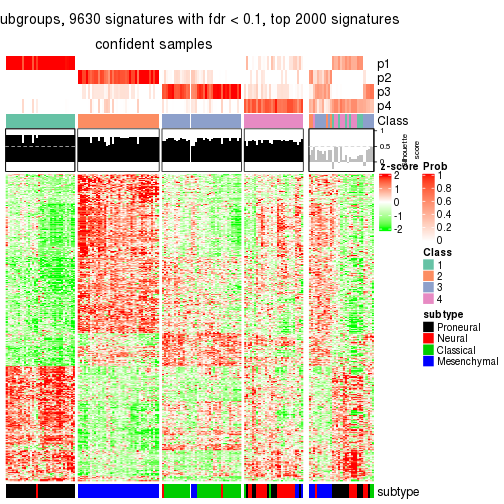 ubgroups, 9630 signatures with fdr < 0.1, top 2000 signatures
confident samples
p1
p2
p3
p4
Class
1
0.5
0
silhouette
score
z-score
2
1
0
-1
-2
Prob
1
0.8
0.6
0.4
0.2
0
Class
1
2
3
4
subtype
Proneural
Neural
Classical
Mesenchymal
subtype